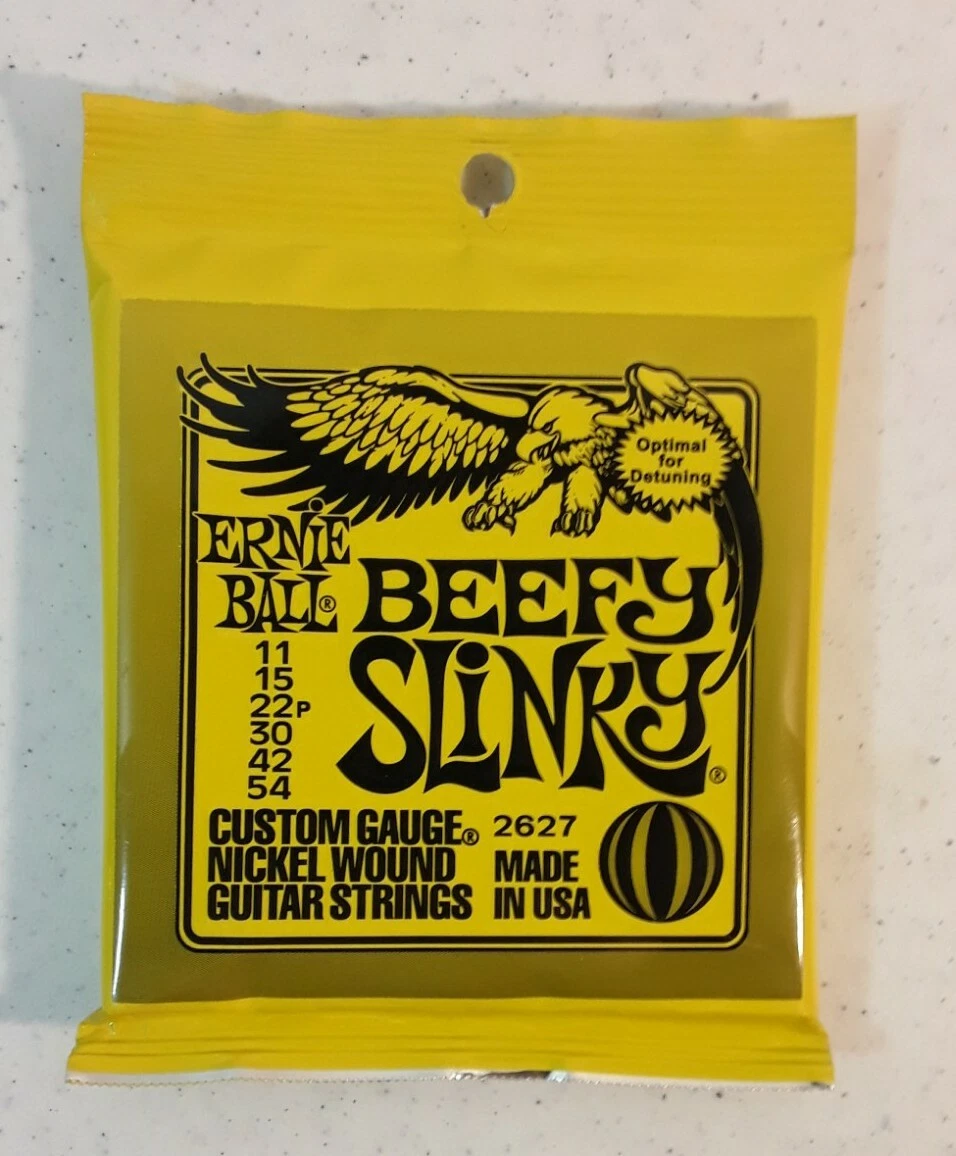 Optimal
for
Detuning
ERNiE
BALL®
BEEFY
SLiNKY®
11
15
22P
30
42
54
CUSTOM GAUGE®
NICKEL WOUND
GUITAR STRINGS
2627
MADE
IN USA